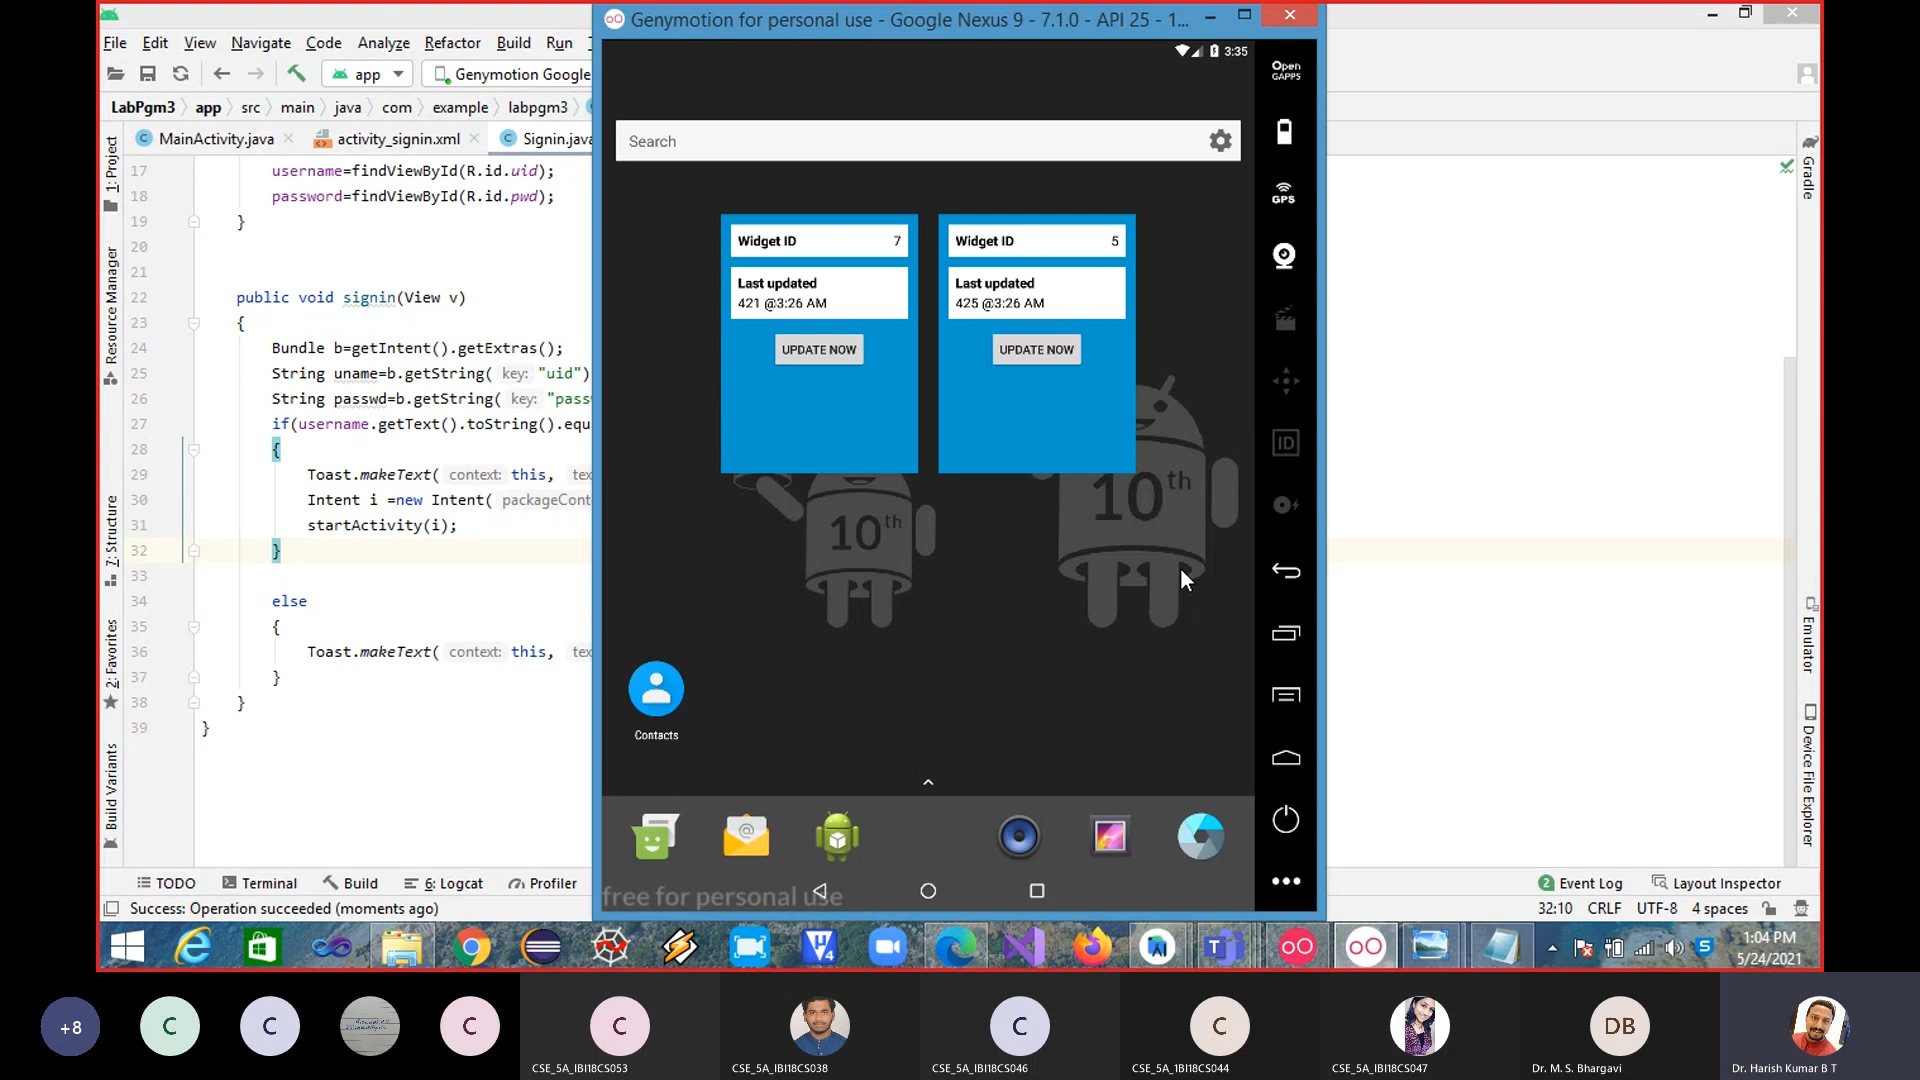 Genymotion for personal use - Google Nexus 9 - 7.1.0 - API 25 - 1...
File Edit View Navigate Code Analyze Refactor Build Run
app
Genymotion Google
LabPgm3 app src main java com example labpgm3
MainActivity.java
activity_signin.xml
Signin.java
1: Project
Resource Manager
7: Structure
2: Favorites
Build Variants
17 username=findViewById(R.id.uid);
18 password=findViewById(R.id.pwd);
19 }
20
21
22 public void signin(View v)
23 {
24 Bundle b=getIntent().getExtras();
25 String uname=b.getString( key: "uid")
26 String passwd=b.getString( key: "pass
27 if(username.getText().toString().equ
28 {
29 Toast.makeText( context: this, tex
30 Intent i =new Intent( packageCont
31 startActivity(i);
32 }
33
34 else
35 {
36 Toast.makeText( context: this, tex
37 }
38 }
39 }
3:35
Search
Widget ID 7
Last updated
421 @3:26 AM
UPDATE NOW
Widget ID 5
Last updated
425 @3:26 AM
UPDATE NOW
10th
10th
Contacts
free for personal use
Open
GAPPS
GPS
ID
Gradle
Emulator
Device File Explorer
TODO Terminal Build 6: Logcat Profiler
2 Event Log Layout Inspector
Success: Operation succeeded (moments ago)
32:10 CRLF UTF-8 4 spaces
1:04 PM
5/24/2021
+8
C
C
C
C
C
C
DB
CSE_5A_IBI18CS053
CSE_5A_IBI18CS038
CSE_5A_IBI18CS046
CSE_5A_1BI18CS044
CSE_5A_IBI18CS047
Dr. M. S. Bhargavi
Dr. Harish Kumar B T